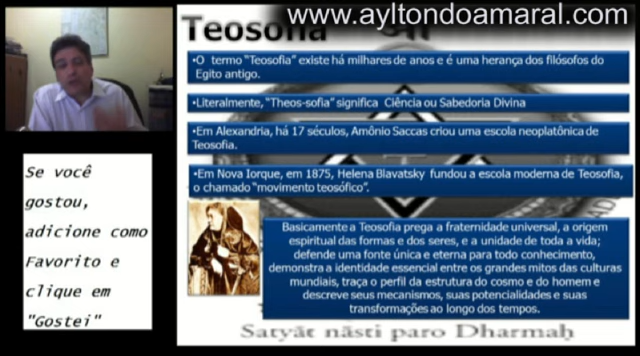 www.ayltondoamaral.com
Teosofia
•O termo "Teosofia" existe há milhares de anos e é uma herança dos filósofos do
Egito antigo.
•Literalmente, "Theos-sofia" significa Ciência ou Sabedoria Divina
•Em Alexandria, há 17 séculos, Amônio Saccas criou uma escola neoplatônica de
Teosofia.
•Em Nova Iorque, em 1875, Helena Blavatsky fundou a escola moderna de Teosofia,
o chamado "movimento teosófico".
Basicamente a Teosofia prega a fraternidade universal, a origem
espiritual das formas e dos seres, e a unidade de toda a vida;
defende uma fonte única e eterna para todo conhecimento,
demonstra a identidade essencial entre os grandes mitos das culturas
mundiais, traça o perfil da estrutura do cosmo e do homem e
descreve seus mecanismos, suas potencialidades e suas
transformações ao longo dos tempos.
Satyāt nāsti paro Dharmaḥ
Se você
gostou,
adicione como
Favorito e
clique em
"Gostei"